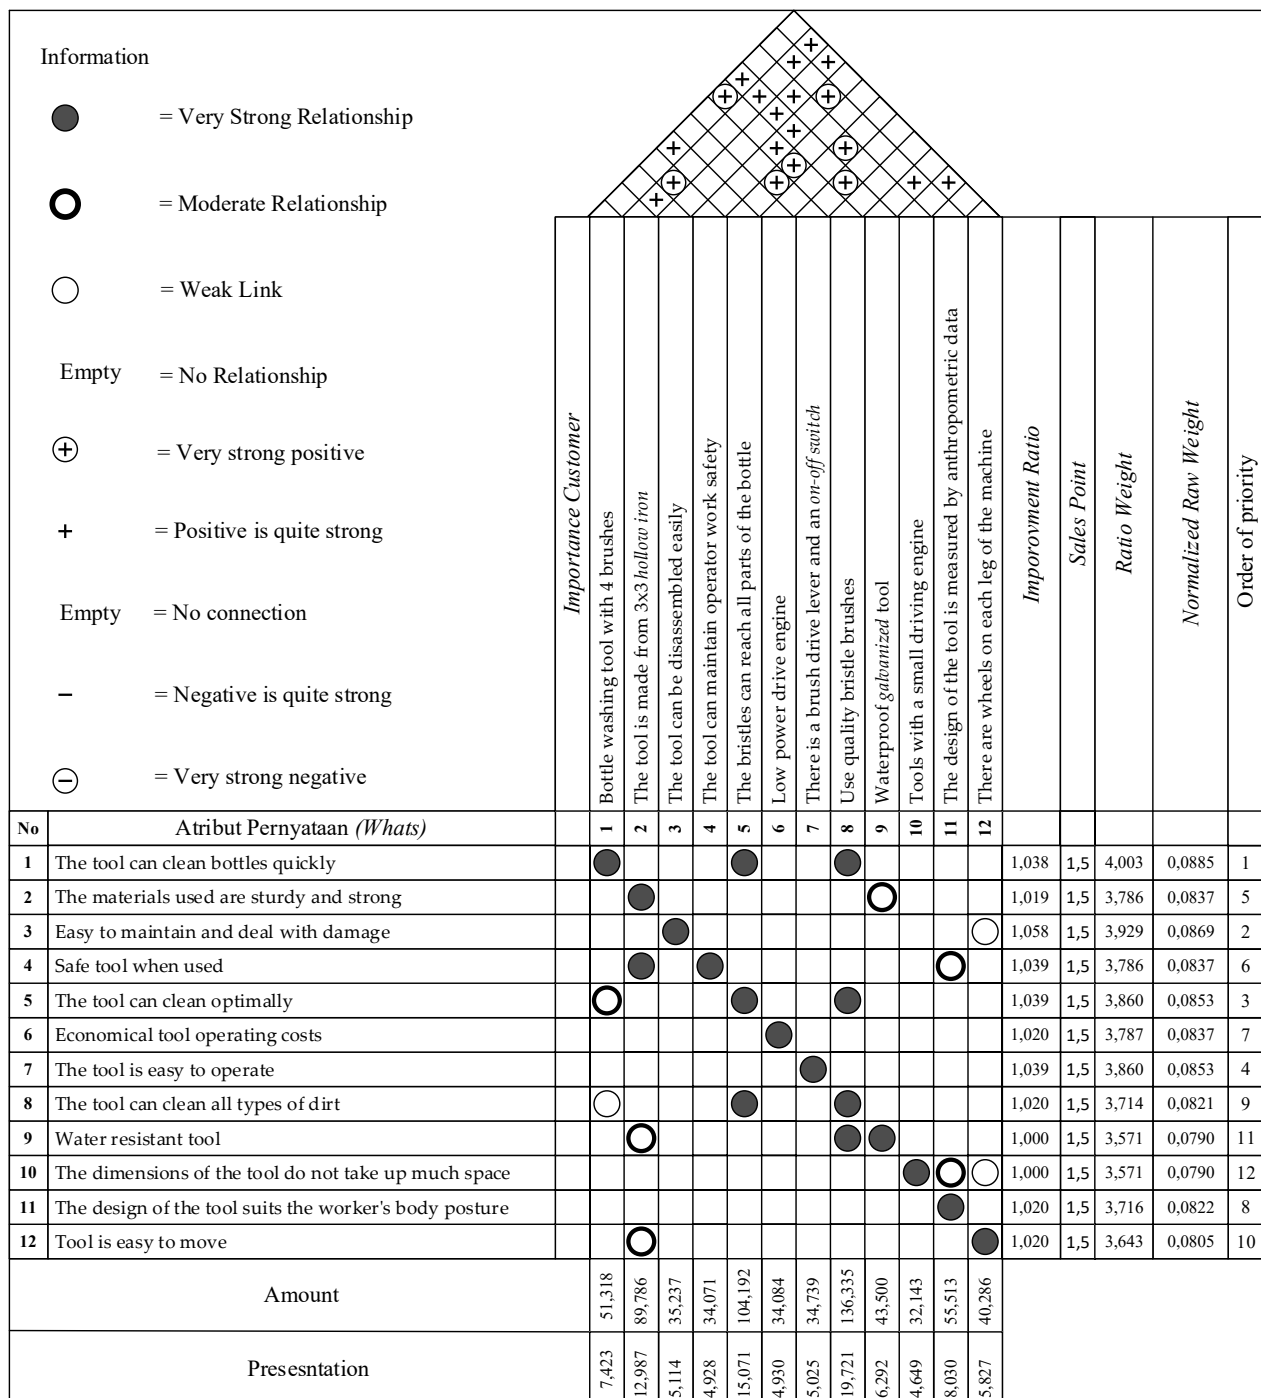 Information
= Very Strong Relationship
= Moderate Relationship
= Weak Link
Empty = No Relationship
= Very strong positive
+ = Positive is quite strong
Empty = No connection
– = Negative is quite strong
= Very strong negative
Importance Customer
Bottle washing tool with 4 brushes
The tool is made from 3x3 hollow iron
The tool can be disassembled easily
The tool can maintain operator work safety
The bristles can reach all parts of the bottle
Low power drive engine
There is a brush drive lever and an on-off switch
Use quality bristle brushes
Waterproof galvanized tool
Tools with a small driving engine
The design of the tool is measured by anthropometric data
There are wheels on each leg of the machine
Imporovment Ratio
Sales Point
Ratio Weight
Normalized Raw Weight
Order of priority
No Atribut Pernyataan (Whats) 1 2 3 4 5 6 7 8 9 10 11 12
1 The tool can clean bottles quickly 1,038 1,5 4,003 0,0885 1
2 The materials used are sturdy and strong 1,019 1,5 3,786 0,0837 5
3 Easy to maintain and deal with damage 1,058 1,5 3,929 0,0869 2
4 Safe tool when used 1,039 1,5 3,786 0,0837 6
5 The tool can clean optimally 1,039 1,5 3,860 0,0853 3
6 Economical tool operating costs 1,020 1,5 3,787 0,0837 7
7 The tool is easy to operate 1,039 1,5 3,860 0,0853 4
8 The tool can clean all types of dirt 1,020 1,5 3,714 0,0821 9
9 Water resistant tool 1,000 1,5 3,571 0,0790 11
10 The dimensions of the tool do not take up much space 1,000 1,5 3,571 0,0790 12
11 The design of the tool suits the worker's body posture 1,020 1,5 3,716 0,0822 8
12 Tool is easy to move 1,020 1,5 3,643 0,0805 10
Amount 51,318 89,786 35,237 34,071 104,192 34,084 34,739 136,335 43,500 32,143 55,513 40,286
Presesntation 7,423 12,987 5,114 4,928 15,071 4,930 5,025 19,721 6,292 4,649 8,030 5,827